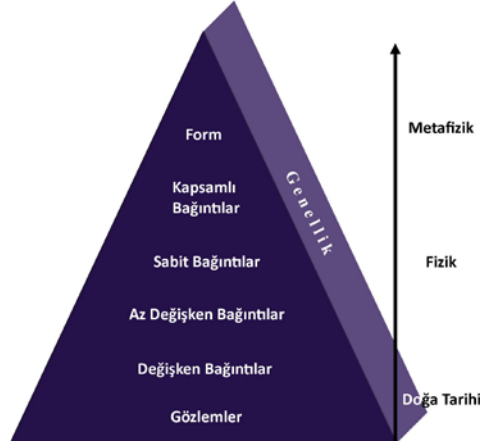 Form
Kapsamlı
Bağıntılar
Sabit Bağıntılar
Az Değişken Bağıntılar
Değişken Bağıntılar
Gözlemler
Genellik
Metafizik
Fizik
Doğa Tarihi